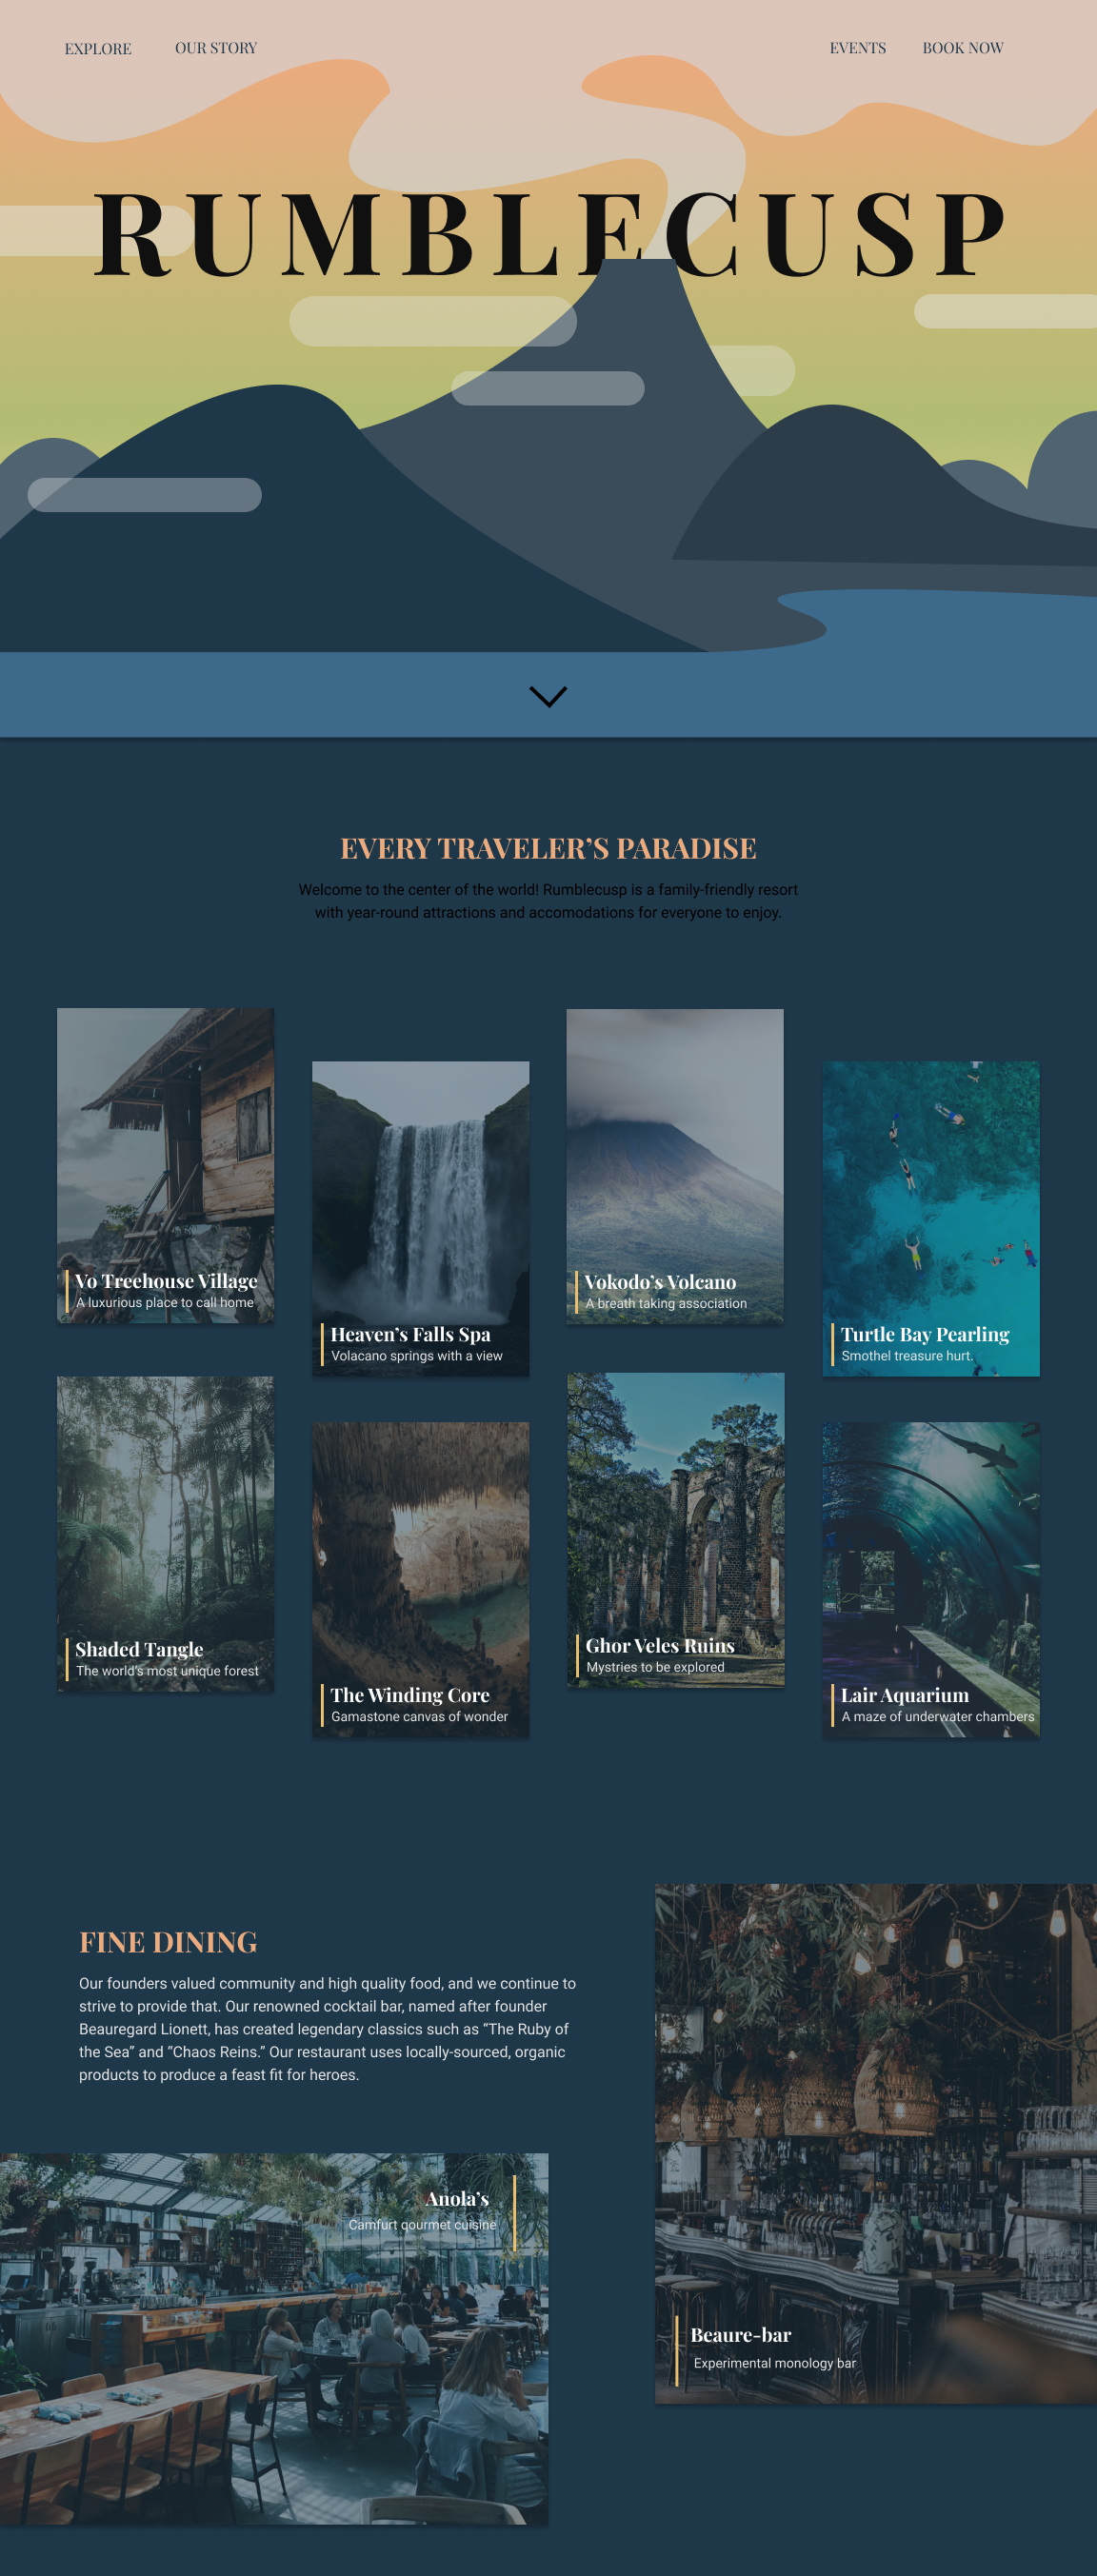 EXPLORE
OUR STORY
EVENTS
BOOK NOW
RUMBLECUSP
EVERY TRAVELER’S PARADISE
Welcome to the center of the world! Rumblecusp is a family-friendly resort
with year-round attractions and accomodations for everyone to enjoy.
Vo Treehouse Village
A luxurious place to call home
Heaven’s Falls Spa
Volacano springs with a view
Vokodo’s Volcano
A breath taking association
Turtle Bay Pearling
Smothel treasure hurt.
Shaded Tangle
The world’s most unique forest
The Winding Core
Gamastone canvas of wonder
Ghor Veles Ruins
Mystries to be explored
Lair Aquarium
A maze of underwater chambers
FINE DINING
Our founders valued community and high quality food, and we continue to
strive to provide that. Our renowned cocktail bar, named after founder
Beauregard Lionett, has created legendary classics such as “The Ruby of
the Sea” and “Chaos Reins.” Our restaurant uses locally-sourced, organic
products to produce a feast fit for heroes.
Anola’s
Camfurt gourmet cuisine
Beaure-bar
Experimental monology bar